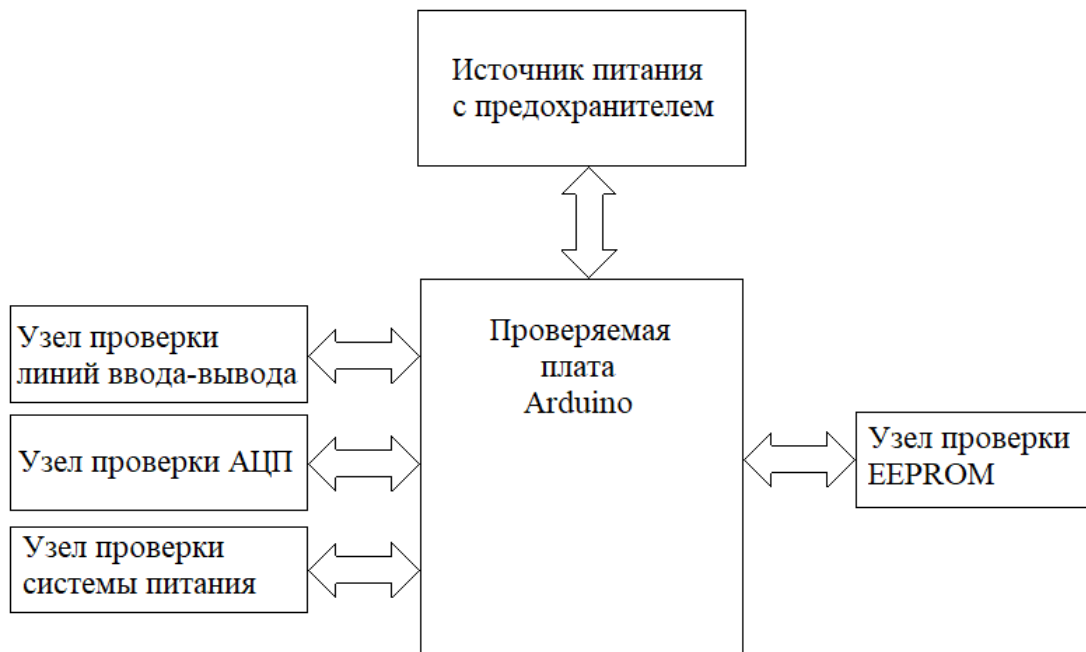 Источник питания
с предохранителем
Проверяемая
плата
Arduino
Узел проверки
линий ввода-вывода
Узел проверки АЦП
Узел проверки
системы питания
Узел проверки
EEPROM